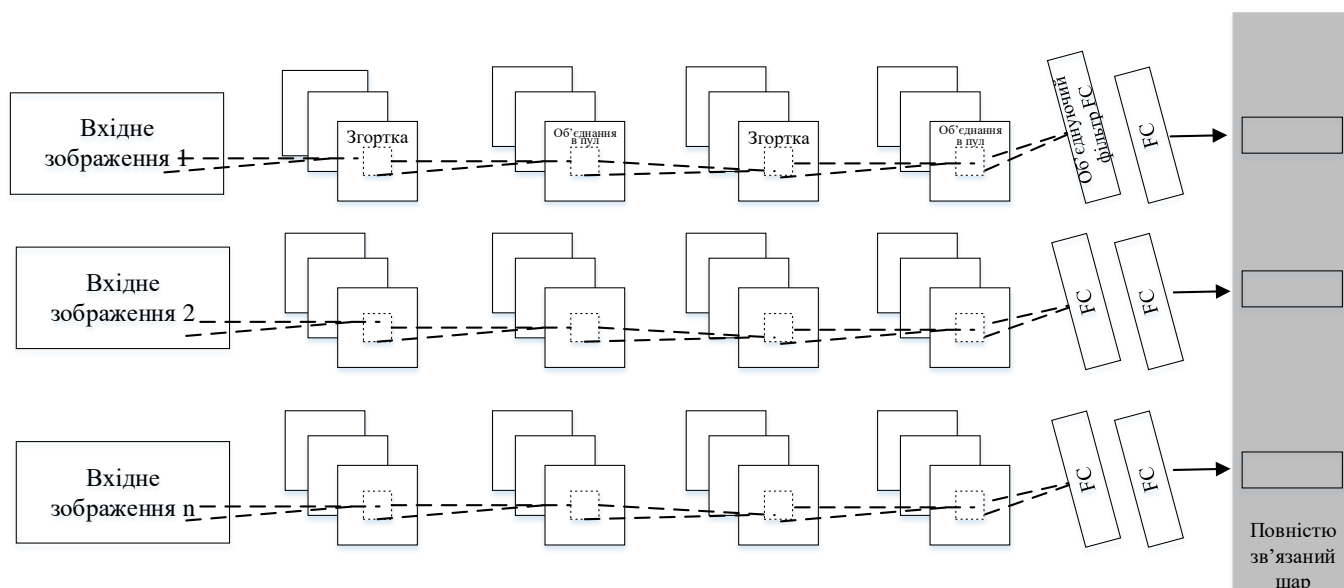 Вхідне
зображення 1
Згортка
Об’єднання
в пул
Згортка
Об’єднання
в пул
Об’єднуючий
фільтр FC
FC
Вхідне
зображення 2
FC
FC
Вхідне
зображення n
FC
FC
Повністю
зв’язаний
шар